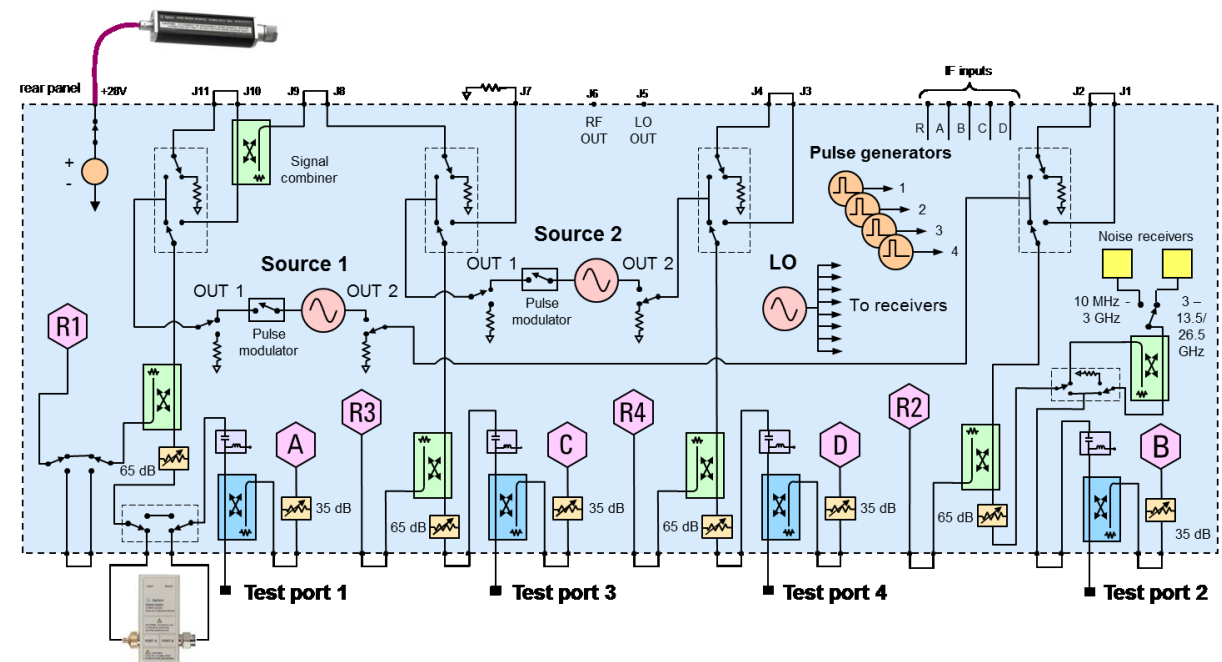 rear panel
+28V
J11
J10
J9
J8
J7
J6
J5
J4
J3
IF inputs
J2
J1
RF
OUT
LO
OUT
R
A
B
C
D
+
-
Signal
combiner
Pulse generators
1
2
3
4
Source 1
OUT 1
OUT 2
Pulse
modulator
Source 2
OUT 1
OUT 2
Pulse
modulator
LO
To receivers
Noise receivers
10 MHz -
3 GHz
3 –
13.5/
26.5
GHz
R1
R3
R4
R2
A
C
D
B
65 dB
35 dB
65 dB
35 dB
65 dB
35 dB
65 dB
35 dB
Test port 1
Test port 3
Test port 4
Test port 2